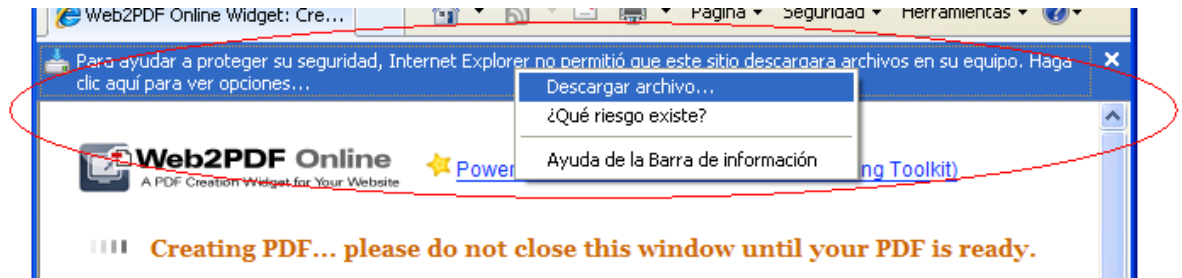 Web2PDF Online Widget: Cre...
Página Seguridad Herramientas
Para ayudar a proteger su seguridad, Internet Explorer no permitió que este sitio descargara archivos en su equipo. Haga
clic aquí para ver opciones...
Descargar archivo...
¿Qué riesgo existe?
Ayuda de la Barra de información
Web2PDF Online
A PDF Creation Widget for Your Website
Power
ng Toolkit)
Creating PDF... please do not close this window until your PDF is ready.